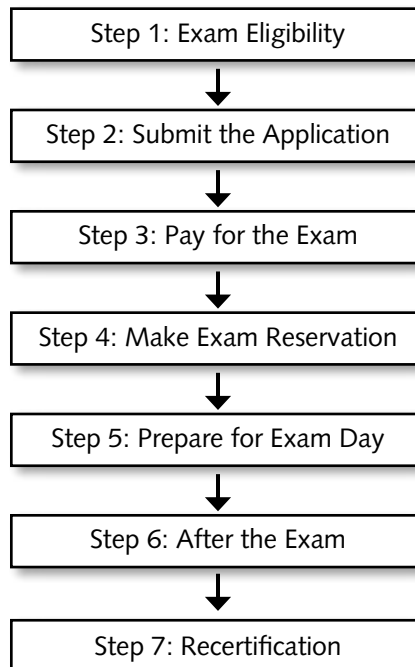 Step 1: Exam Eligibility
Step 2: Submit the Application
Step 3: Pay for the Exam
Step 4: Make Exam Reservation
Step 5: Prepare for Exam Day
Step 6: After the Exam
Step 7: Recertification